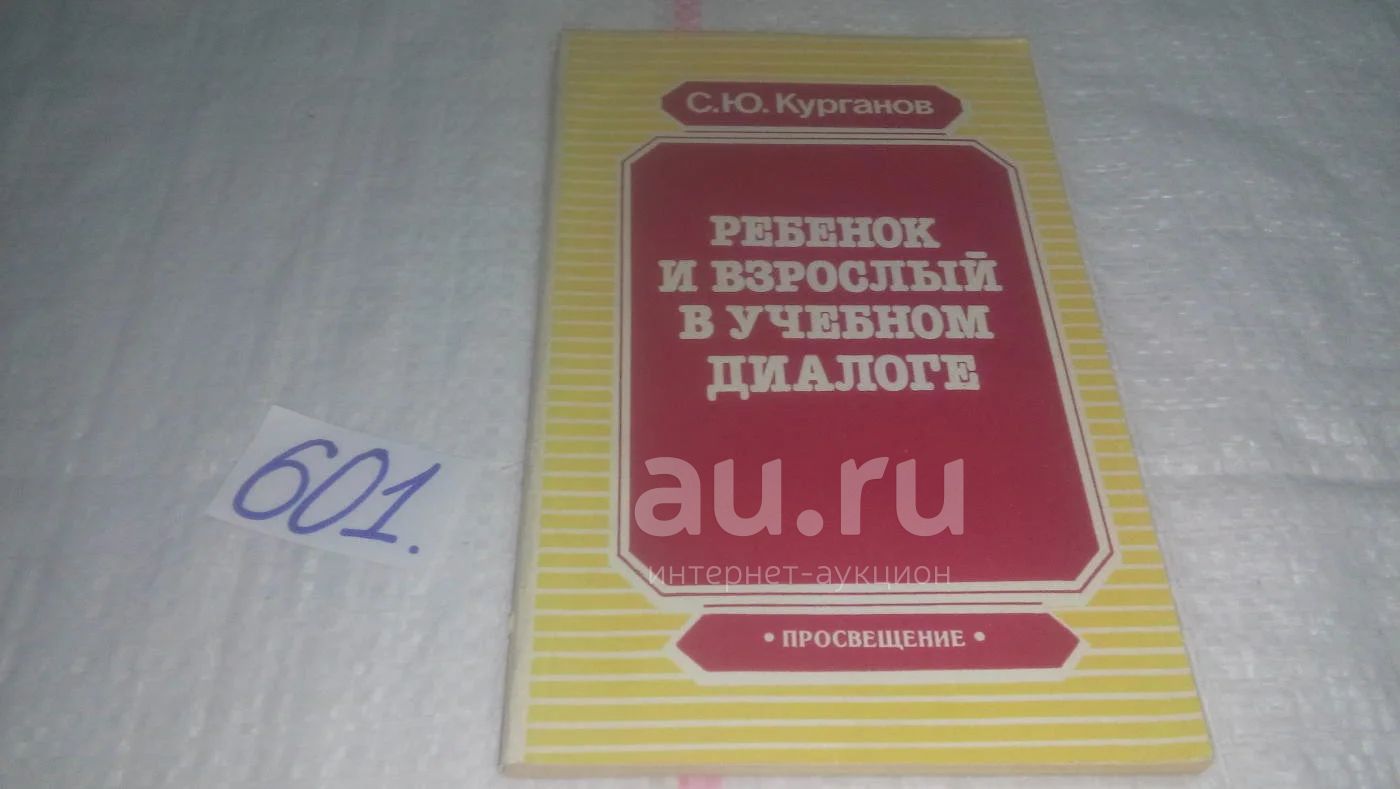 С.Ю. Курганов
РЕБЕНОК
И ВЗРОСЛЫЙ
В УЧЕБНОМ
ДИАЛОГЕ
601.
au.ru
интернет-аукцион
• ПРОСВЕЩЕНИЕ •